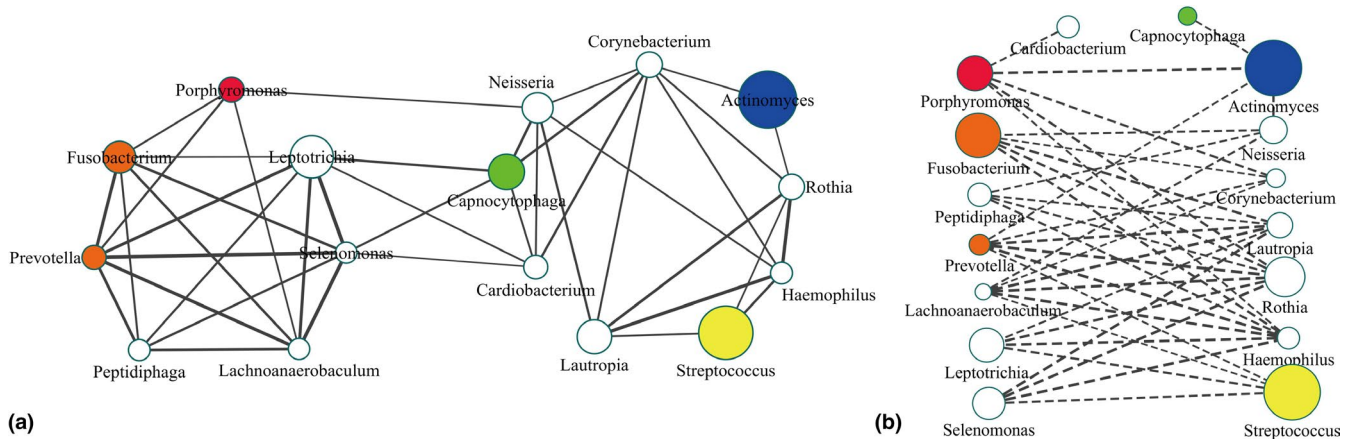 Corynebacterium
Neisseria
Porphyromonas
Actinomyces
Fusobacterium
Leptotrichia
Capnocytophaga
Rothia
Prevotella
Selenomonas
Cardiobacterium
Haemophilus
Peptidiphaga
Lachnoanaerobaculum
Lautropia
Streptococcus
(a)
Capnocytophaga
Cardiobacterium
Porphyromonas
Actinomyces
Fusobacterium
Neisseria
Peptidiphaga
Corynebacterium
Prevotella
Lautropia
Lachnoanaerobaculum
Rothia
Leptotrichia
Haemophilus
Selenomonas
Streptococcus
(b)